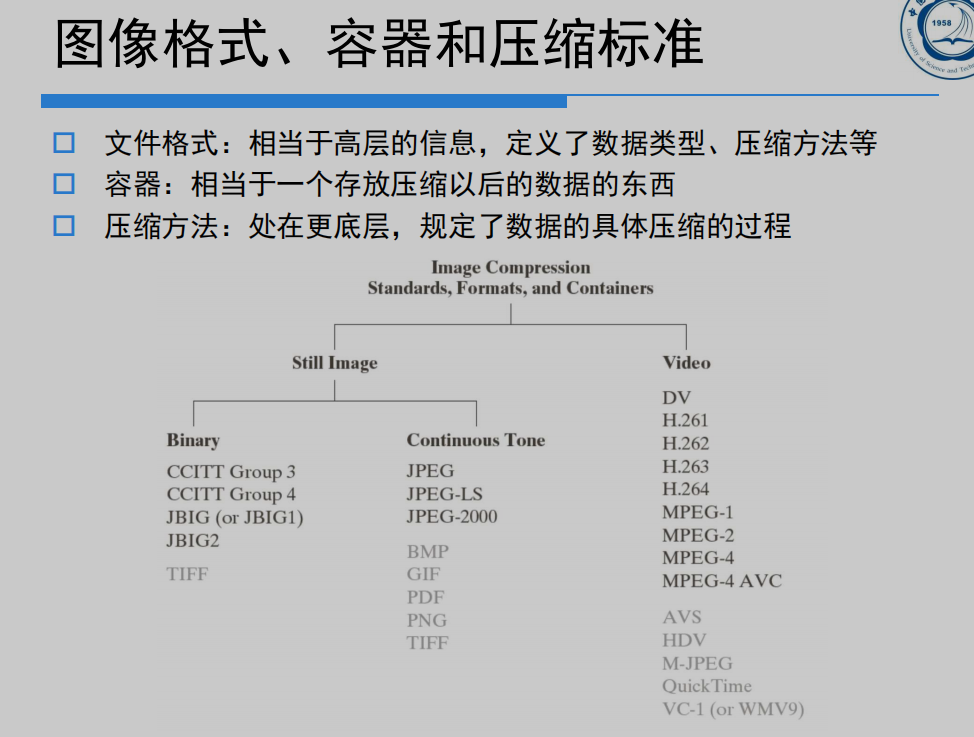 图像格式、容器和压缩标准
1958
University of Science and Tech
文件格式：相当于高层的信息，定义了数据类型、压缩方法等
容器：相当于一个存放压缩以后的数据的东西
压缩方法：处在更底层，规定了数据的具体压缩的过程
Image Compression
Standards, Formats, and Containers
Still Image
Binary
CCITT Group 3
CCITT Group 4
JBIG (or JBIG1)
JBIG2
TIFF
Continuous Tone
JPEG
JPEG-LS
JPEG-2000
BMP
GIF
PDF
PNG
TIFF
Video
DV
H.261
H.262
H.263
H.264
MPEG-1
MPEG-2
MPEG-4
MPEG-4 AVC
AVS
HDV
M-JPEG
QuickTime
VC-1 (or WMV9)